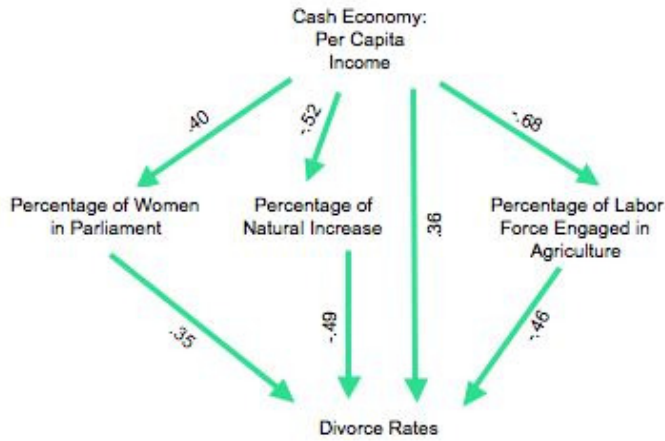 Cash Economy:
Per Capita
Income
.40
-.52
.36
-.68
Percentage of Women
in Parliament
Percentage of
Natural Increase
Percentage of Labor
Force Engaged in
Agriculture
.35
-.49
-.46
Divorce Rates